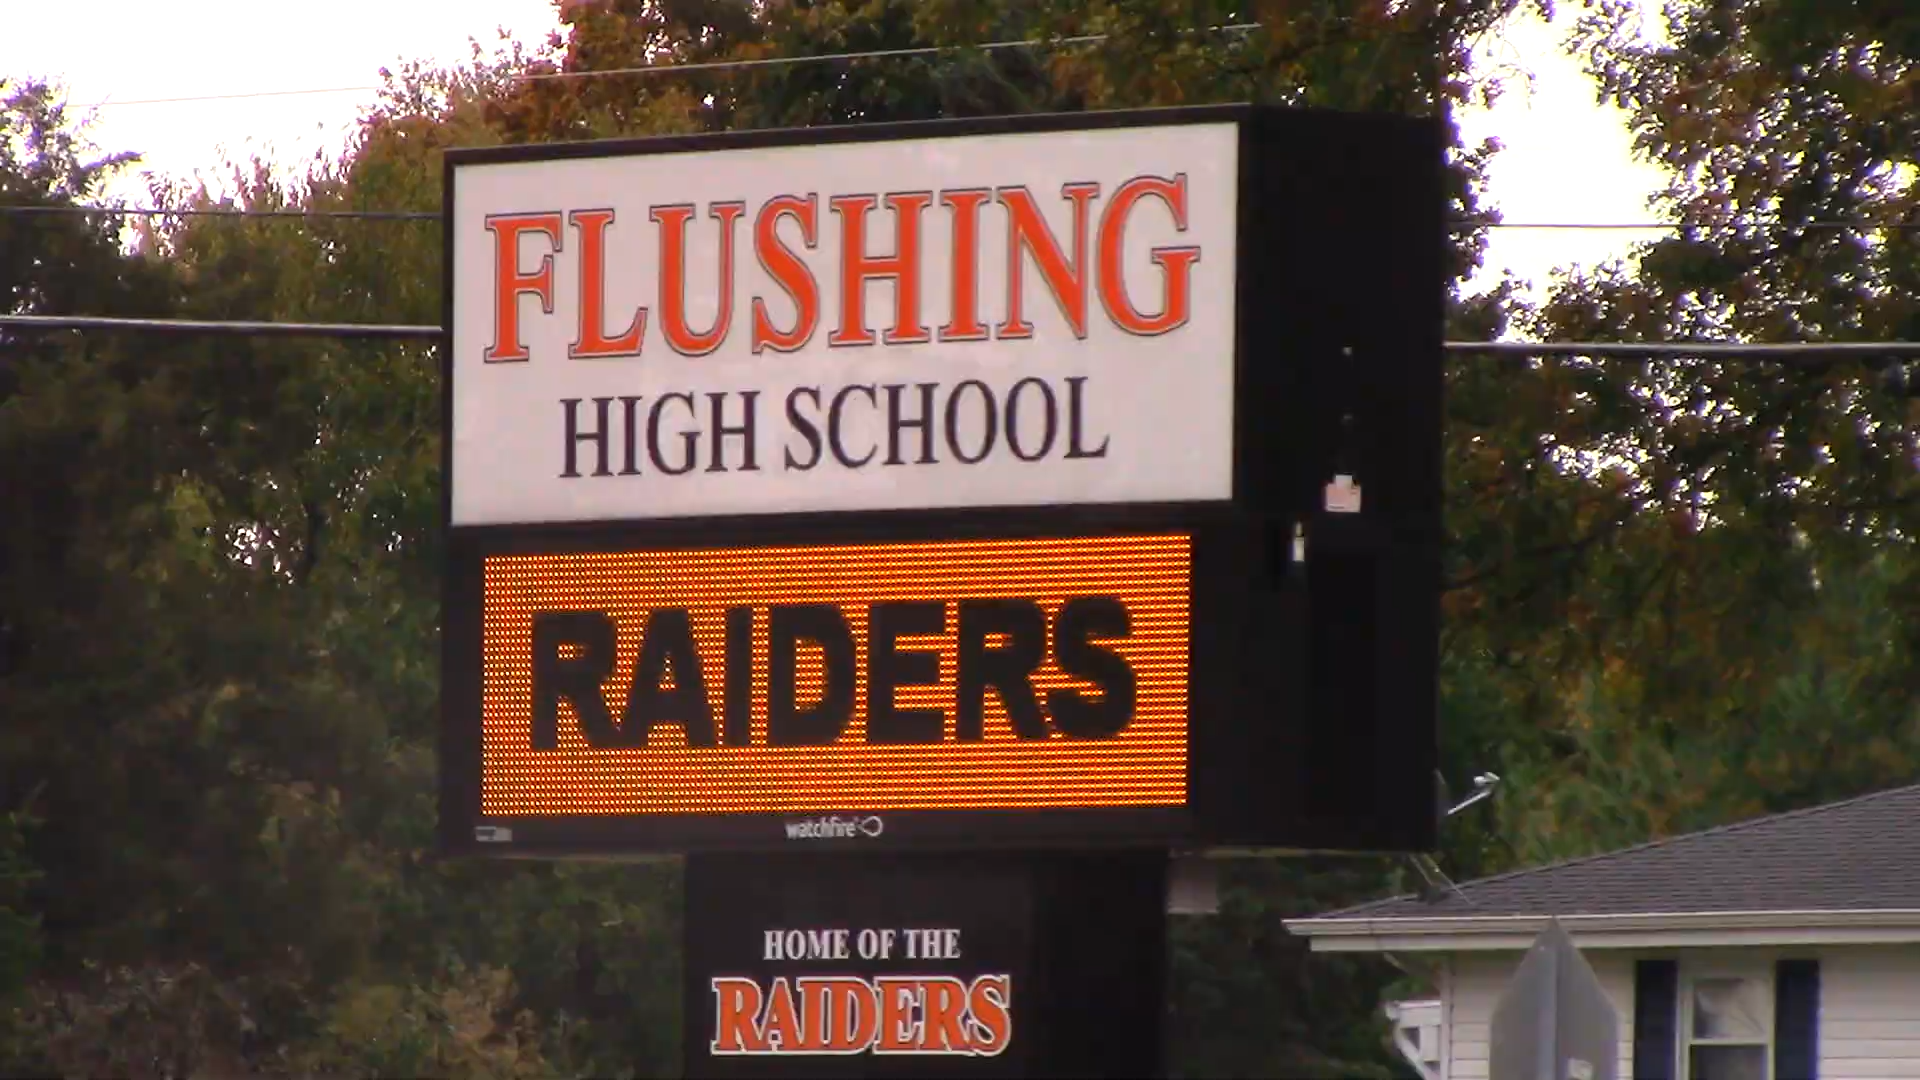 FLUSHING
HIGH SCHOOL
RAIDERS
watchfire
HOME OF THE
RAIDERS